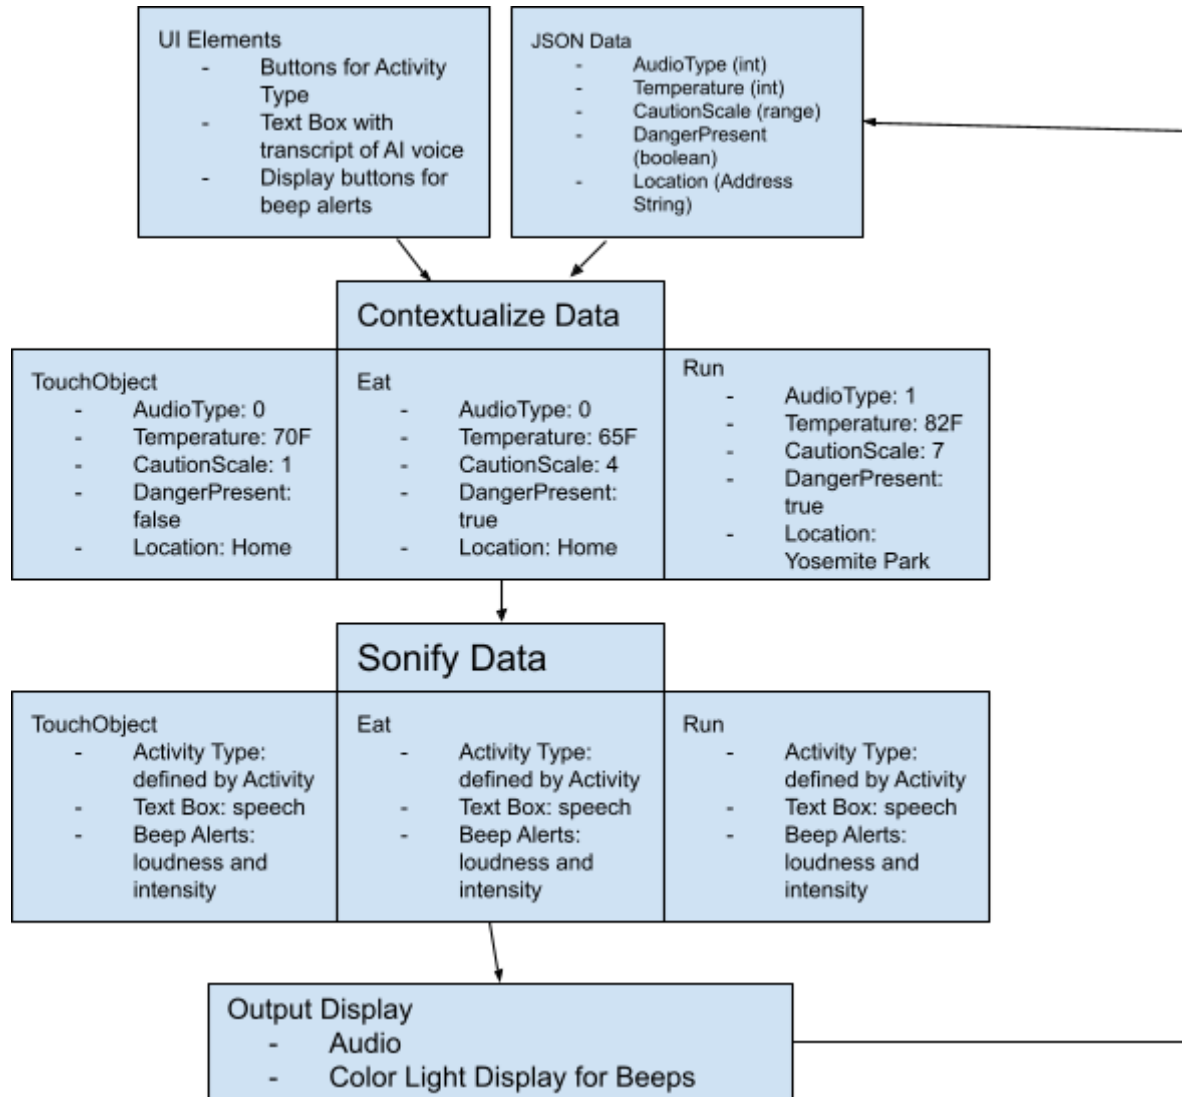 UI Elements
- Buttons for Activity
Type
- Text Box with
transcript of AI voice
- Display buttons for
beep alerts
JSON Data
- AudioType (int)
- Temperature (int)
- CautionScale (range)
- DangerPresent
(boolean)
- Location (Address
String)
Contextualize Data
TouchObject
- AudioType: 0
- Temperature: 70F
- CautionScale: 1
- DangerPresent:
false
- Location: Home
Eat
- AudioType: 0
- Temperature: 65F
- CautionScale: 4
- DangerPresent:
true
- Location: Home
Run
- AudioType: 1
- Temperature: 82F
- CautionScale: 7
- DangerPresent:
true
- Location:
Yosemite Park
Sonify Data
TouchObject
- Activity Type:
defined by Activity
- Text Box: speech
- Beep Alerts:
loudness and
intensity
Eat
- Activity Type:
defined by Activity
- Text Box: speech
- Beep Alerts:
loudness and
intensity
Run
- Activity Type:
defined by Activity
- Text Box: speech
- Beep Alerts:
loudness and
intensity
Output Display
- Audio
- Color Light Display for Beeps